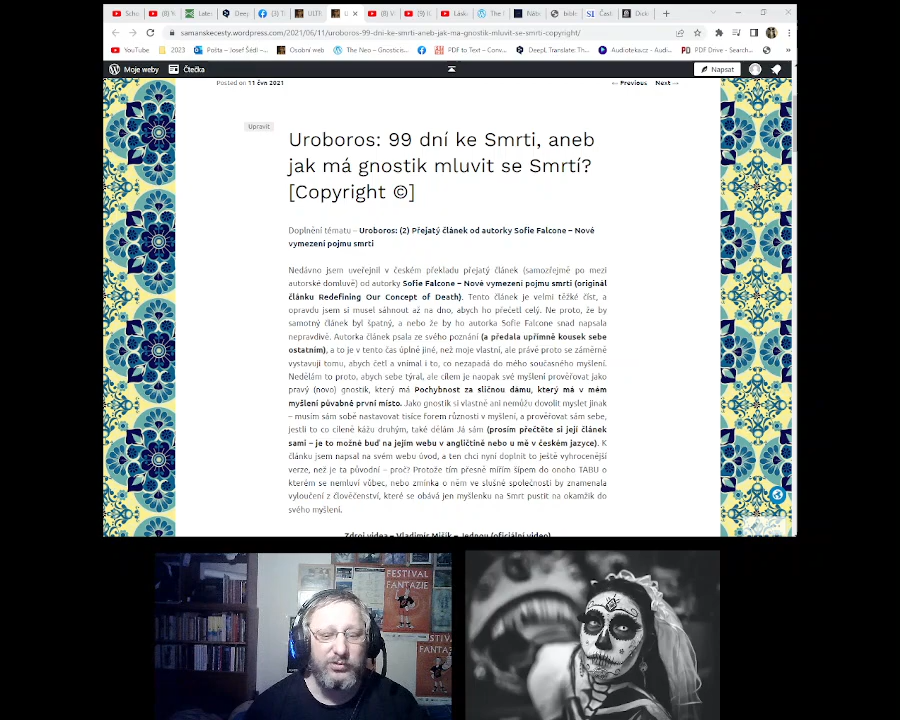 samanskecesty.wordpress.com/2021/06/11/uroboros-99-dni-ke-smrti-aneb-jak-ma-gnostik-mluvit-se-smrti-copyright/
YouTube 2023 Pošta – Josef Šedl... Osobní web The Neo – Gnosticis... PDF to Text – Conv... DeepL Translate: Th... Audioteka.cz - Audi... PDF Drive - Search...
Moje weby Čtečka Napsat
Posted on 11 čvn 2021 ← Previous Next →
Upravit
Uroboros: 99 dní ke Smrti, aneb
jak má gnostik mluvit se Smrtí?
[Copyright ©]
Doplnění tématu – Uroboros: (2) Přejatý článek od autorky Sofie Falcone – Nové
vymezení pojmu smrti
Nedávno jsem uveřejnil v českém překladu přejatý článek (samozřejmě po mezi
autorské domluvě) od autorky Sofie Falcone – Nové vymezení pojmu smrti (originál
článku Redefining Our Concept of Death). Tento článek je velmi těžké číst, a
opravdu jsem si musel sáhnout až na dno, abych ho přečetl celý. Ne proto, že by
samotný článek byl špatný, a nebo že by ho autorka Sofie Falcone snad napsala
nepravdivě. Autorka článek psala ze svého poznání (a předala upřímně kousek sebe
ostatním), a to je v tento čas úplně jiné, než moje vlastní, ale právě proto se záměrně
vystavuji tomu, abych četl a vnímal i to, co nezapadá do mého současného myšlení.
Nedělám to proto, abych sebe týral, ale cílem je naopak své myšlení prověřovat jako
pravý (novo) gnostik, který má Pochybnost za sličnou dámu, který má v mém
myšlení půvabné první místo. Jako gnostik si vlastně ani nemůžu dovolit myslet jinak
– musím sám sobě nastavovat tisíce forem různosti v myšlení, a prověřovat sám sebe,
jestli to co cíleně kážu druhým, také dělám Já sám (prosím přečtěte si její článek
sami – je to možné buď na jejím webu v angličtině nebo u mě v českém jazyce). K
článku jsem napsal na svém webu úvod, a ten chci nyní doplnit to ještě vyhrocenější
verze, než je ta původní – proč? Protože tím přesně mířím šípem do onoho TABU o
kterém se nemluví vůbec, nebo zmínka o něm ve slušné společnosti by znamenala
vyloučení z člověčenství, které se obává jen myšlenku na Smrt pustit na okamžik do
svého myšlení.
Zdroj videa – Vladimír Mišík – Jednou (oficiální video)
FESTIVAL
FANTAZIE
FESTIVA
FANTAZ